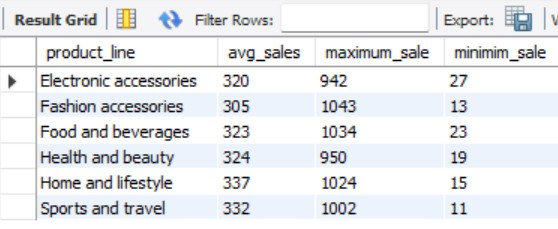 Result Grid Filter Rows: Export:
product_line avg_sales maximum_sale minimim_sale
Electronic accessories 320 942 27
Fashion accessories 305 1043 13
Food and beverages 323 1034 23
Health and beauty 324 950 19
Home and lifestyle 337 1024 15
Sports and travel 332 1002 11